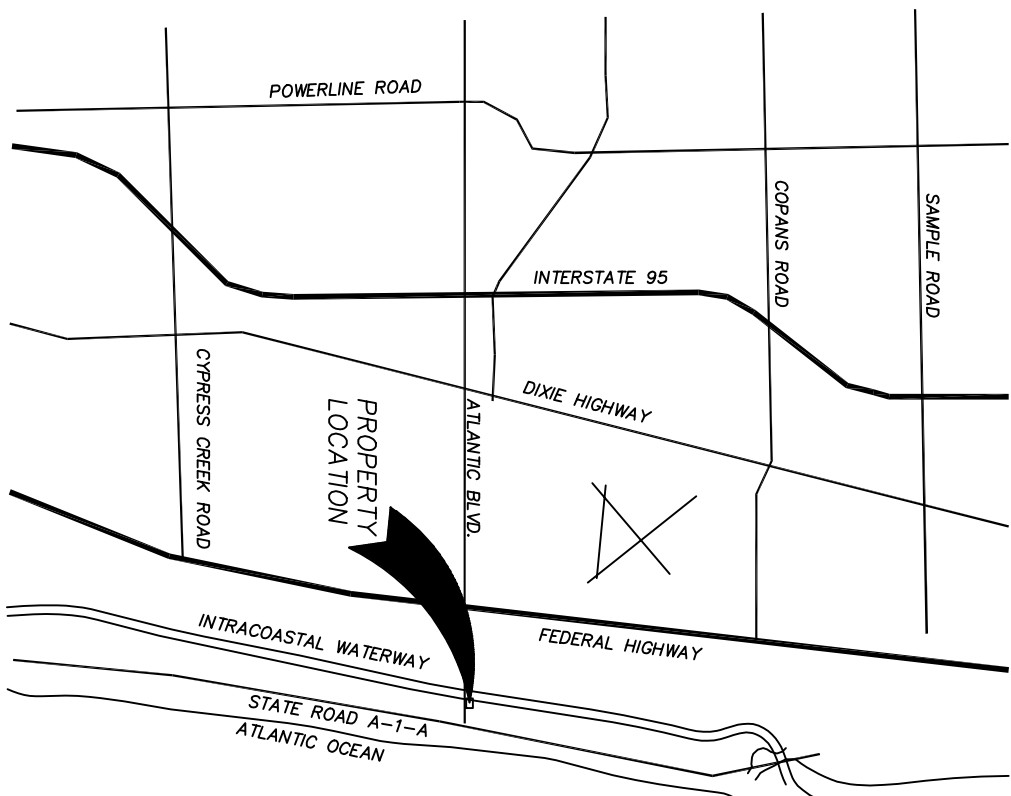 POWERLINE ROAD
COPANS ROAD
SAMPLE ROAD
INTERSTATE 95
CYPRESS CREEK ROAD
PROPERTY
LOCATION
ATLANTIC BLVD.
DIXIE HIGHWAY
INTRACOASTAL WATERWAY
FEDERAL HIGHWAY
STATE ROAD A-1-A
ATLANTIC OCEAN